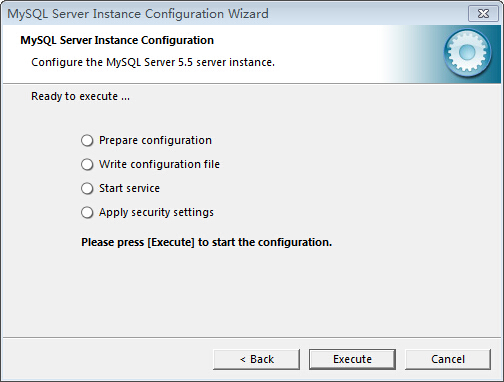 MySQL Server Instance Configuration Wizard
MySQL Server Instance Configuration
Configure the MySQL Server 5.5 server instance.
Ready to execute ...
Prepare configuration
Write configuration file
Start service
Apply security settings
Please press [Execute] to start the configuration.
< Back
Execute
Cancel